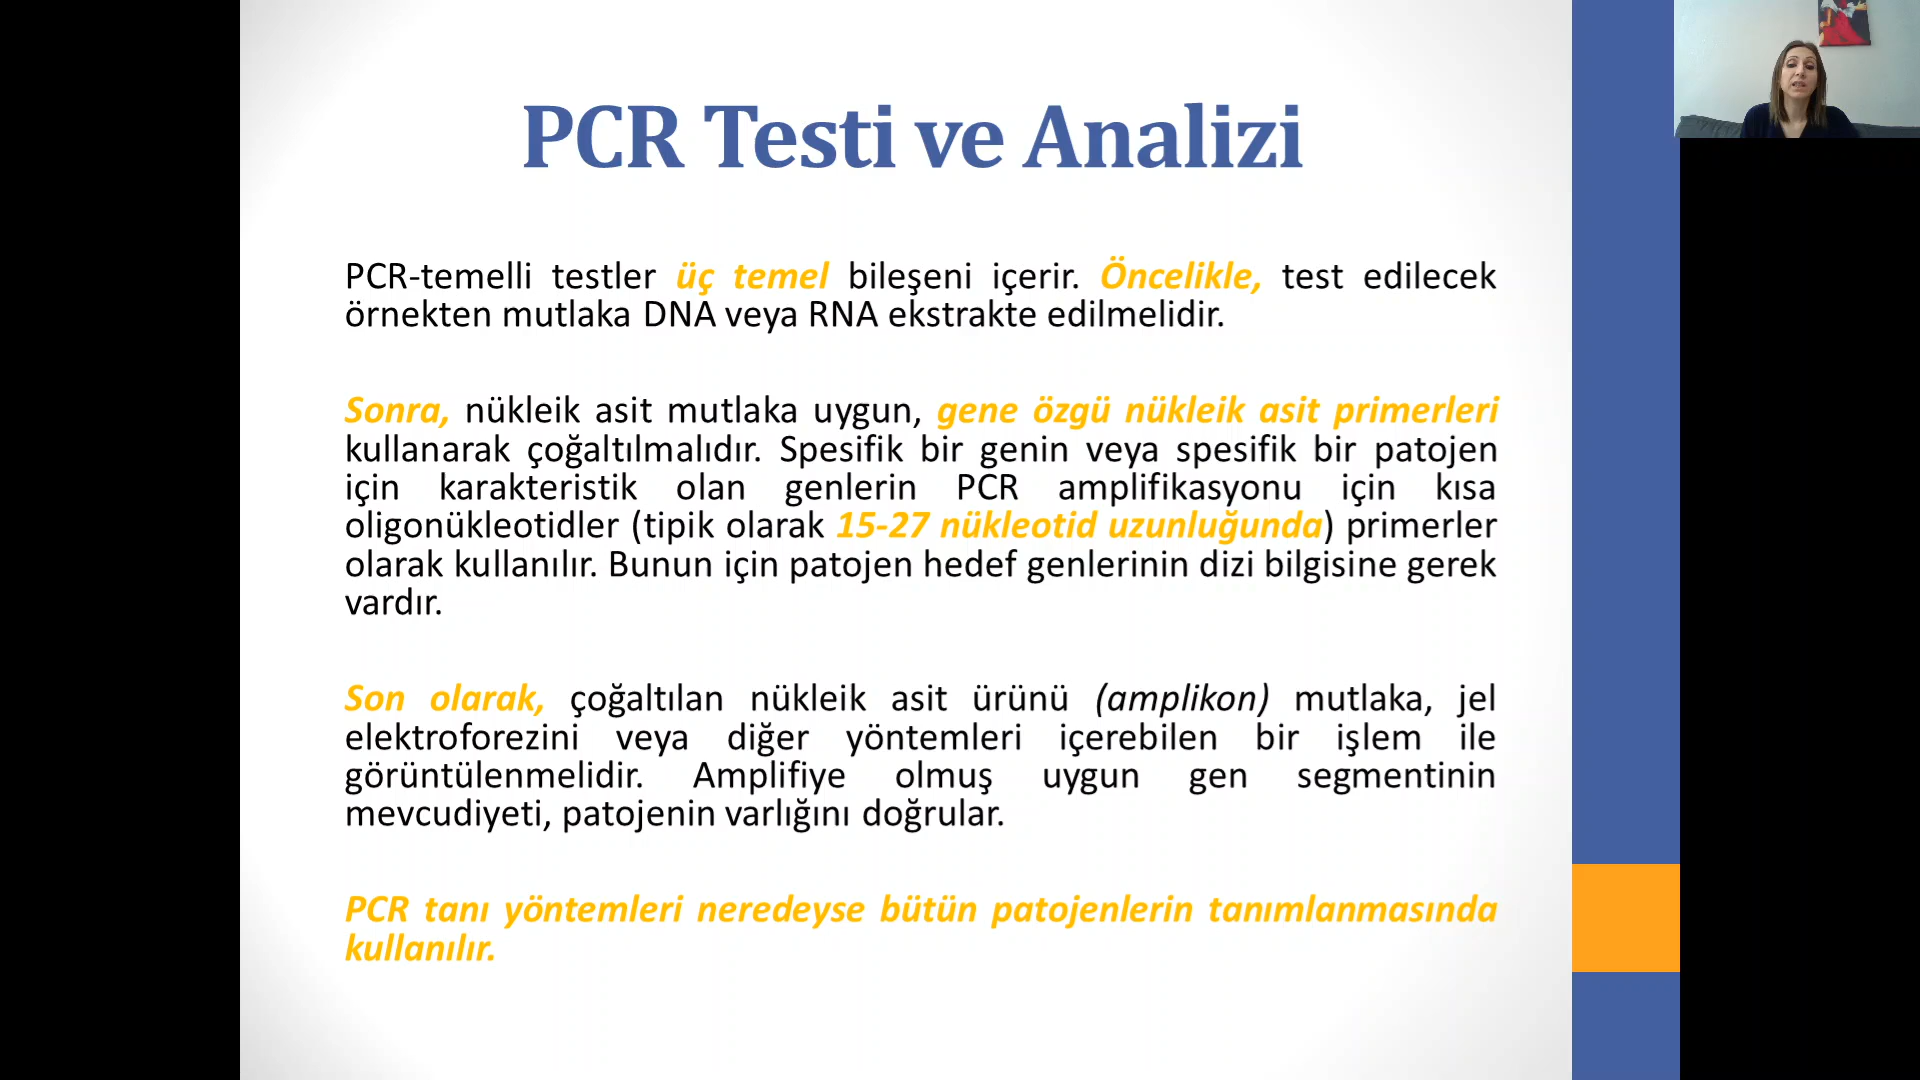 PCR Testi ve Analizi
PCR-temelli testler üç temel bileşeni içerir. Öncelikle, test edilecek
örnekten mutlaka DNA veya RNA ekstrakte edilmelidir.
Sonra, nükleik asit mutlaka uygun, gene özgü nükleik asit primerleri
kullanarak çoğaltılmalıdır. Spesifik bir genin veya spesifik bir patojen
için karakteristik olan genlerin PCR amplifikasyonu için kısa
oligonükleotidler (tipik olarak 15-27 nükleotid uzunluğunda) primerler
olarak kullanılır. Bunun için patojen hedef genlerinin dizi bilgisine gerek
vardır.
Son olarak, çoğaltılan nükleik asit ürünü (amplikon) mutlaka, jel
elektroforezini veya diğer yöntemleri içerebilen bir işlem ile
görüntülenmelidir. Amplifiye olmuş uygun gen segmentinin
mevcudiyeti, patojenin varlığını doğrular.
PCR tanı yöntemleri neredeyse bütün patojenlerin tanımlanmasında
kullanılır.